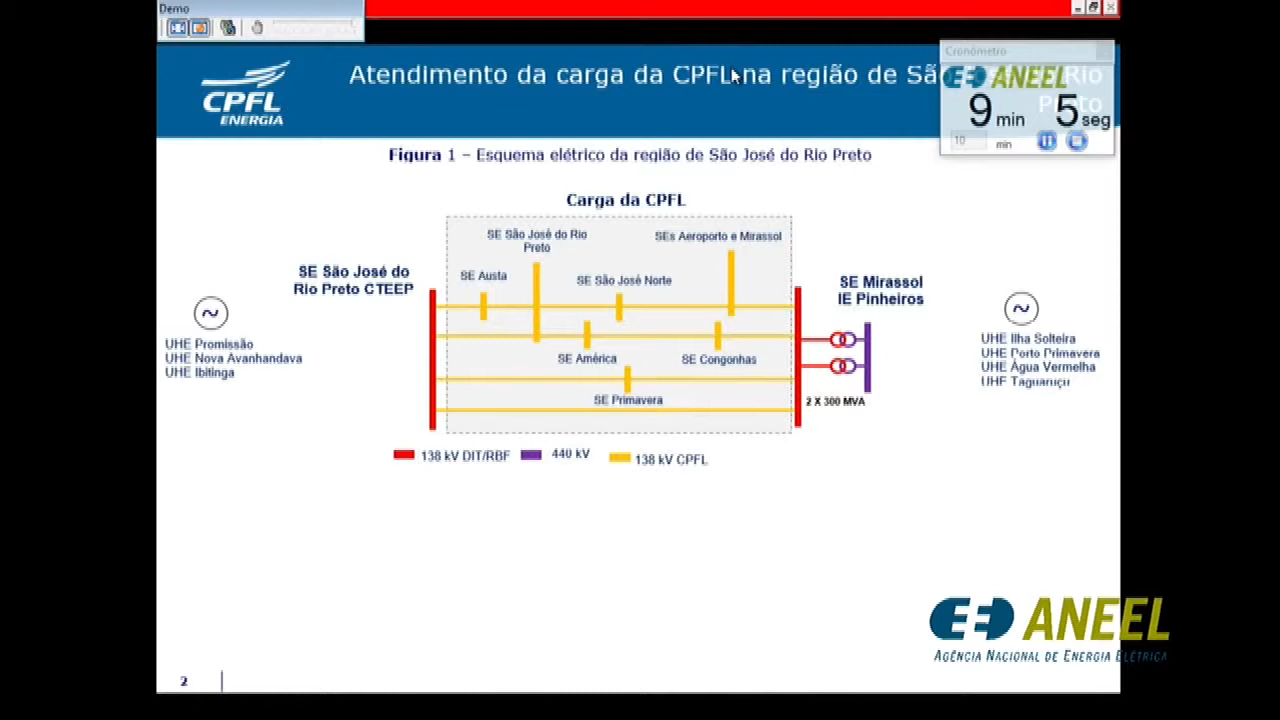 Demo
CPFL
ENERGIA
Atendimento da carga da CPFL na região de São
Rio
Preto
Cronômetro
ANEEL
9 min 5 seg
10 min
Figura 1 – Esquema elétrico da região de São José do Rio Preto
Carga da CPFL
SE São José do Rio
Preto
SEs Aeroporto e Mirassol
SE Austa
SE São José Norte
SE São José do
Rio Preto CTEEP
SE Mirassol
IE Pinheiros
~
~
UHE Promissão
UHE Nova Avanhandava
UHE Ibitinga
UHE Ilha Solteira
UHE Porto Primavera
UHE Água Vermelha
UHE Taquaruçu
SE América
SE Congonhas
SE Primavera
2 X 300 MVA
138 kV DIT/RBF
440 kV
138 kV CPFL
ANEEL
AGÊNCIA NACIONAL DE ENERGIA ELÉTRICA
2